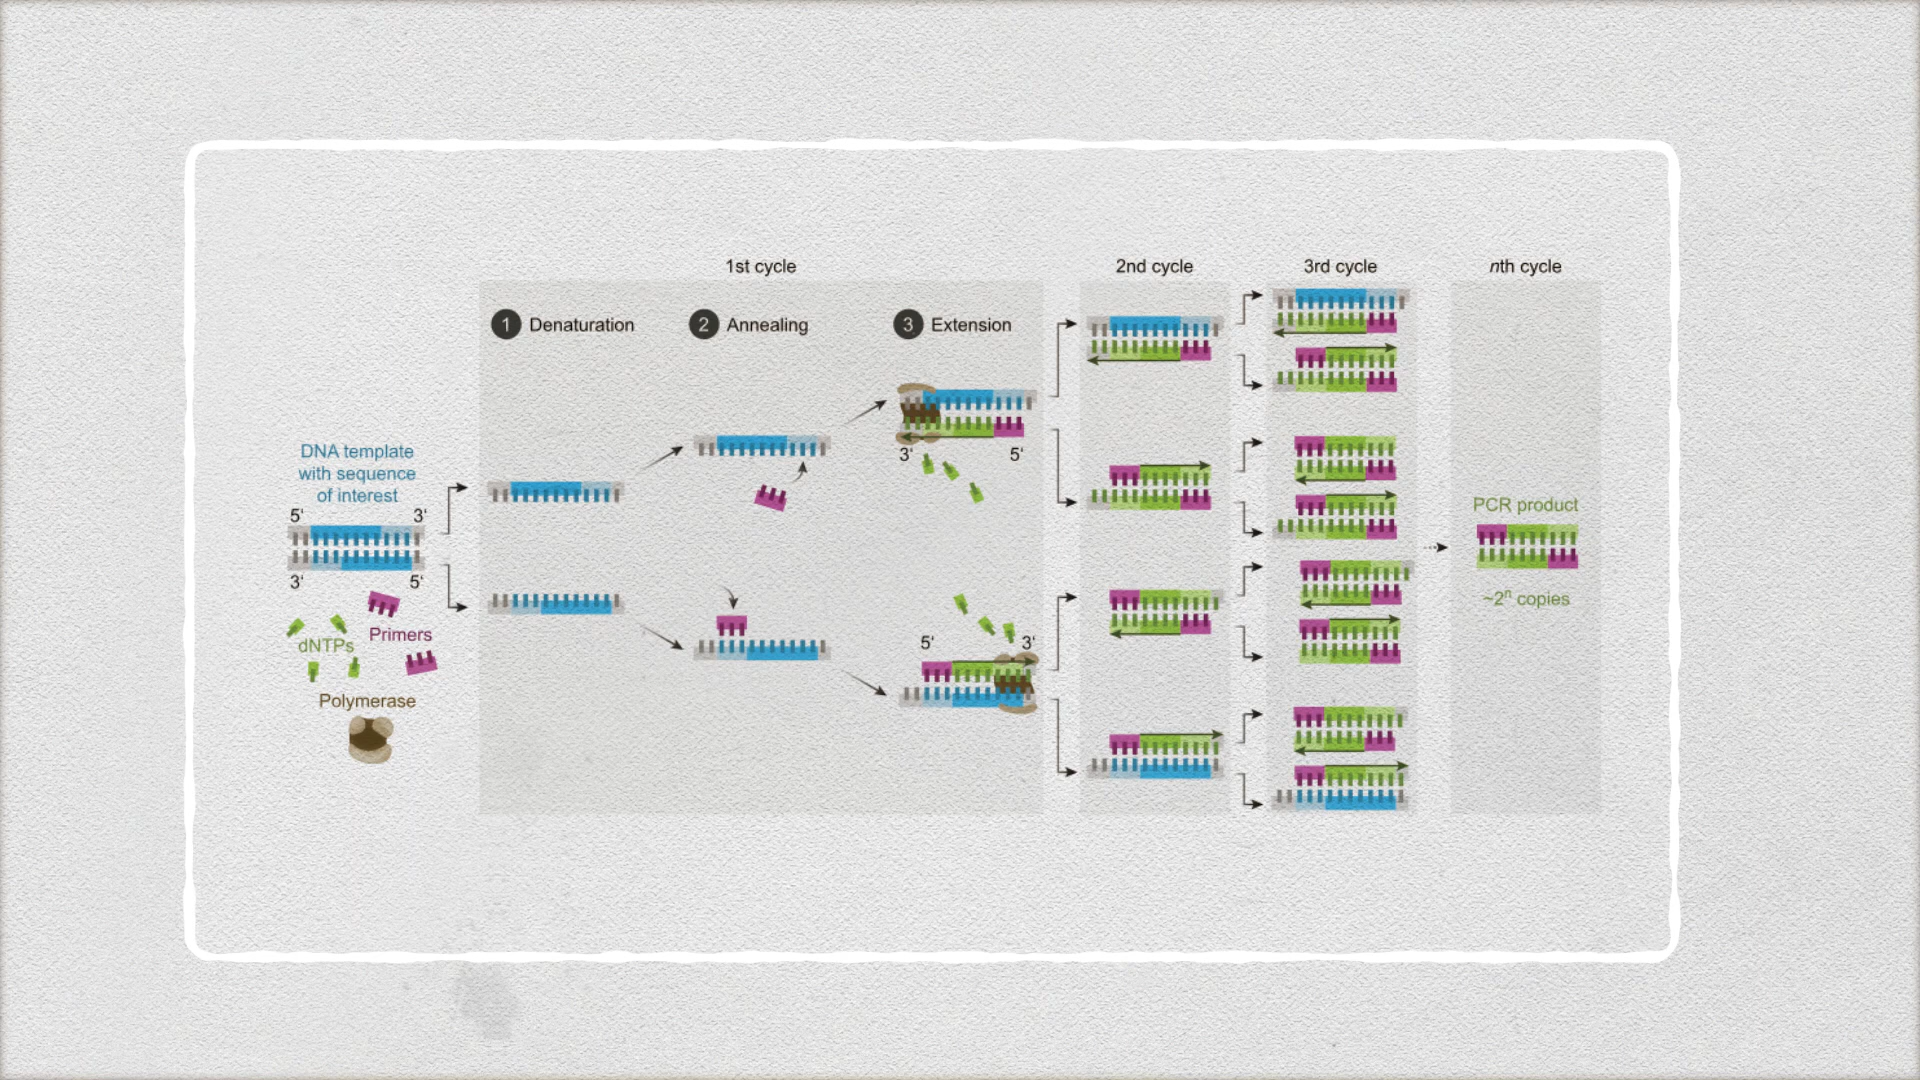 1st cycle
2nd cycle
3rd cycle
nth cycle
1 Denaturation
2 Annealing
3 Extension
DNA template
with sequence
of interest
5' 3'
3' 5'
Primers
dNTPs
Polymerase
3' 5'
5' 3'
PCR product
~2ⁿ copies